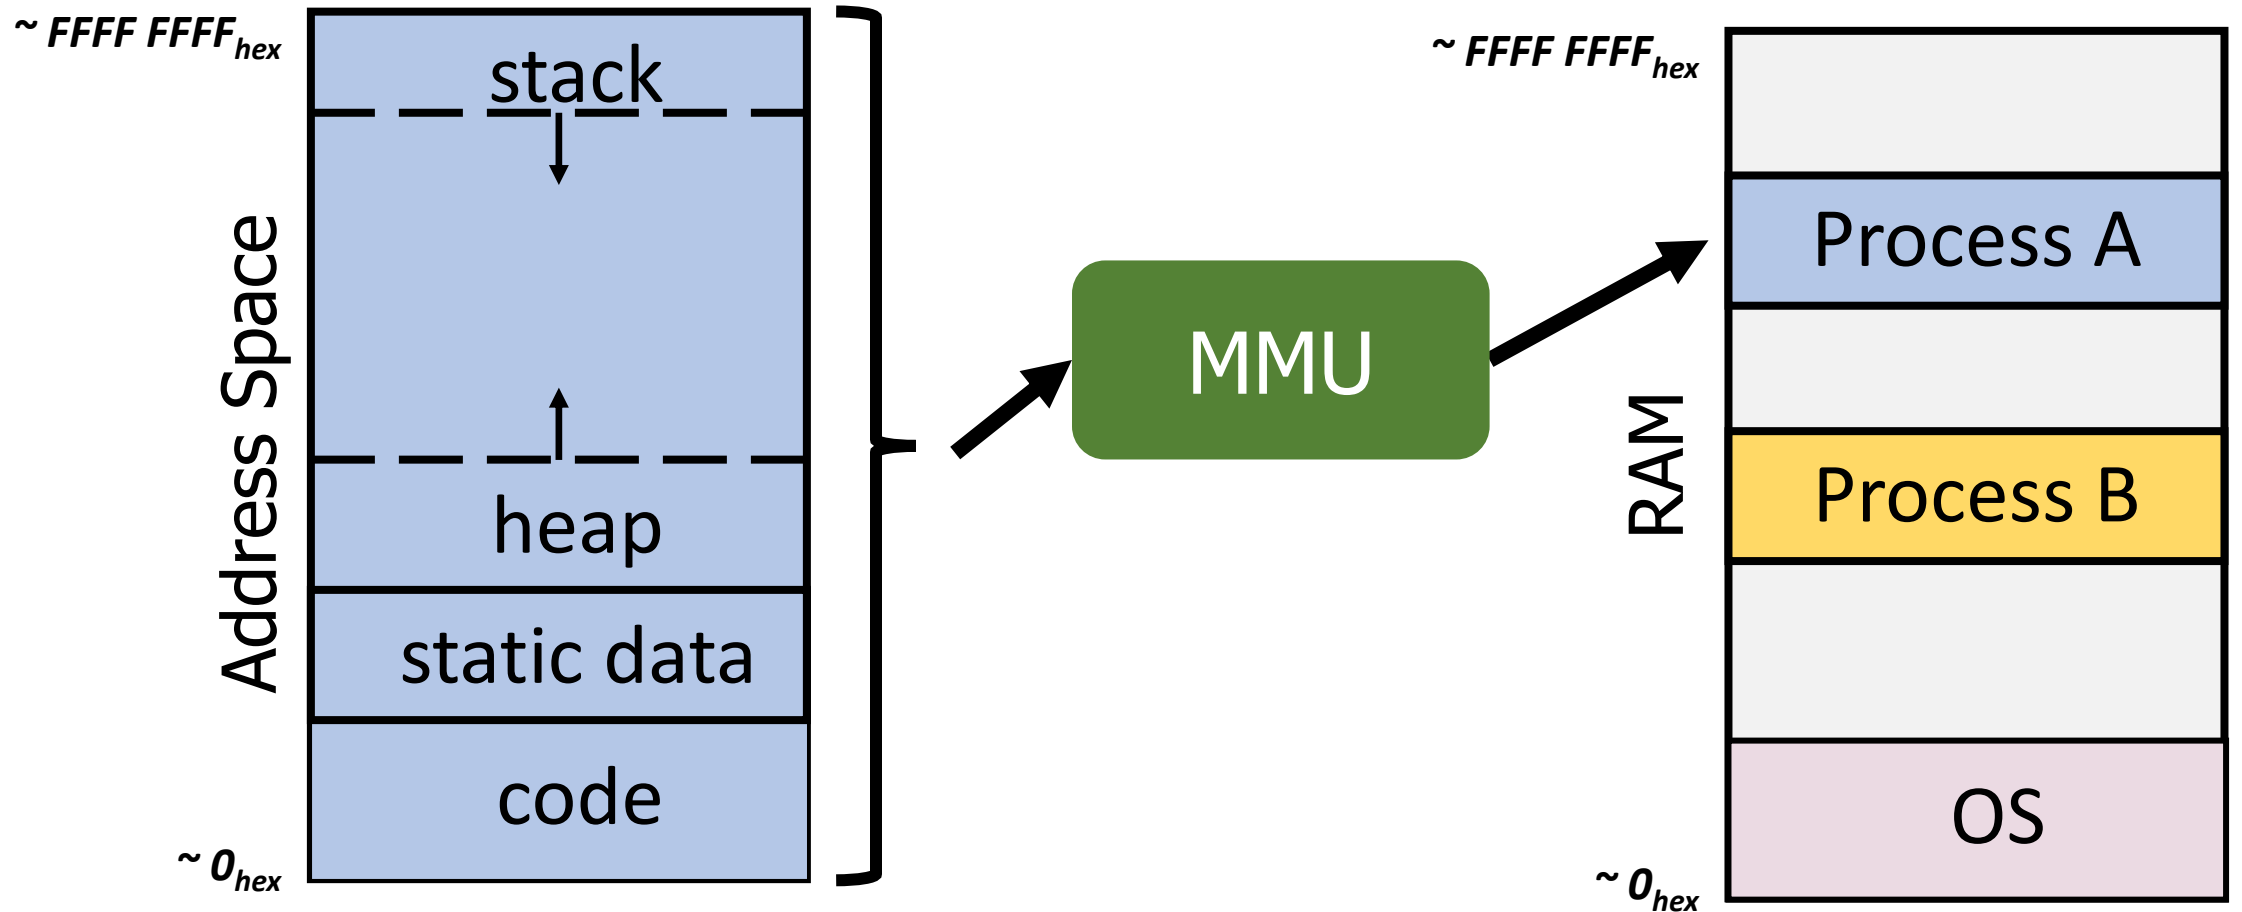 ~ FFFF FFFFhex
stack
Address Space
heap
static data
code
~ 0hex
MMU
~ FFFF FFFFhex
Process A
RAM
Process B
OS
~ 0hex